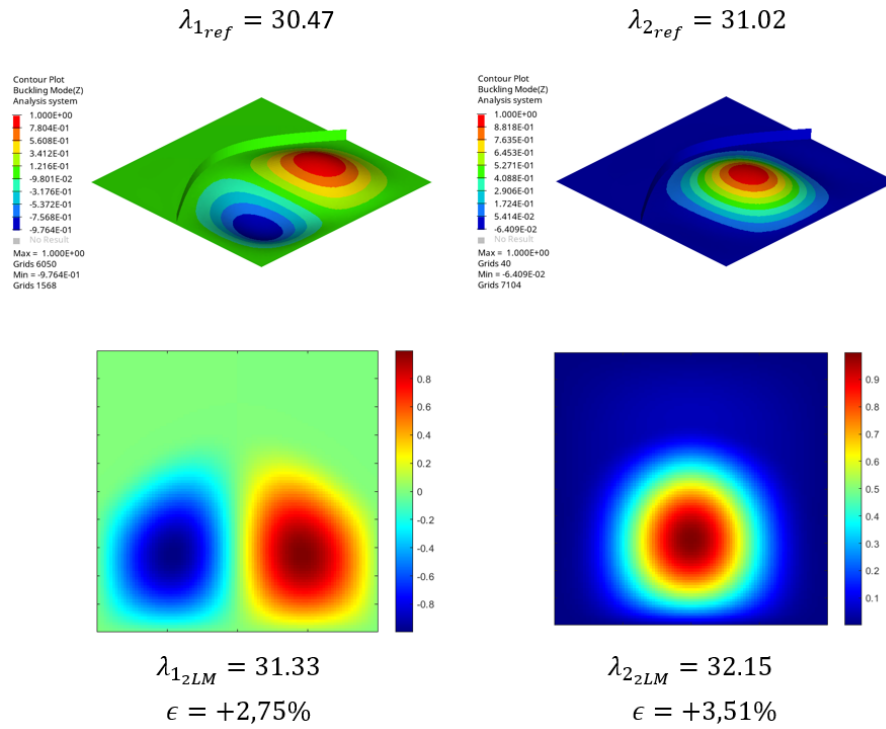 λ₁ref = 30.47
λ₂ref = 31.02
Contour Plot
Buckling Mode(Z)
Analysis system
1.000E+00
7.804E-01
5.608E-01
3.412E-01
1.216E-01
-9.801E-02
-3.176E-01
-5.372E-01
-7.568E-01
-9.764E-01
No Result
Max = 1.000E+00
Grids 6050
Min = -9.764E-01
Grids 1568
Contour Plot
Buckling Mode(Z)
Analysis system
1.000E+00
8.818E-01
7.635E-01
6.453E-01
5.271E-01
4.088E-01
2.906E-01
1.724E-01
5.414E-02
-6.409E-02
No Result
Max = 1.000E+00
Grids 40
Min = -6.409E-02
Grids 7104
0.8
0.6
0.4
0.2
0
-0.2
-0.4
-0.6
-0.8
0.9
0.8
0.7
0.6
0.5
0.4
0.3
0.2
0.1
λ₁₂LM = 31.33
ϵ = +2,75%
λ₂₂LM = 32.15
ϵ = +3,51%